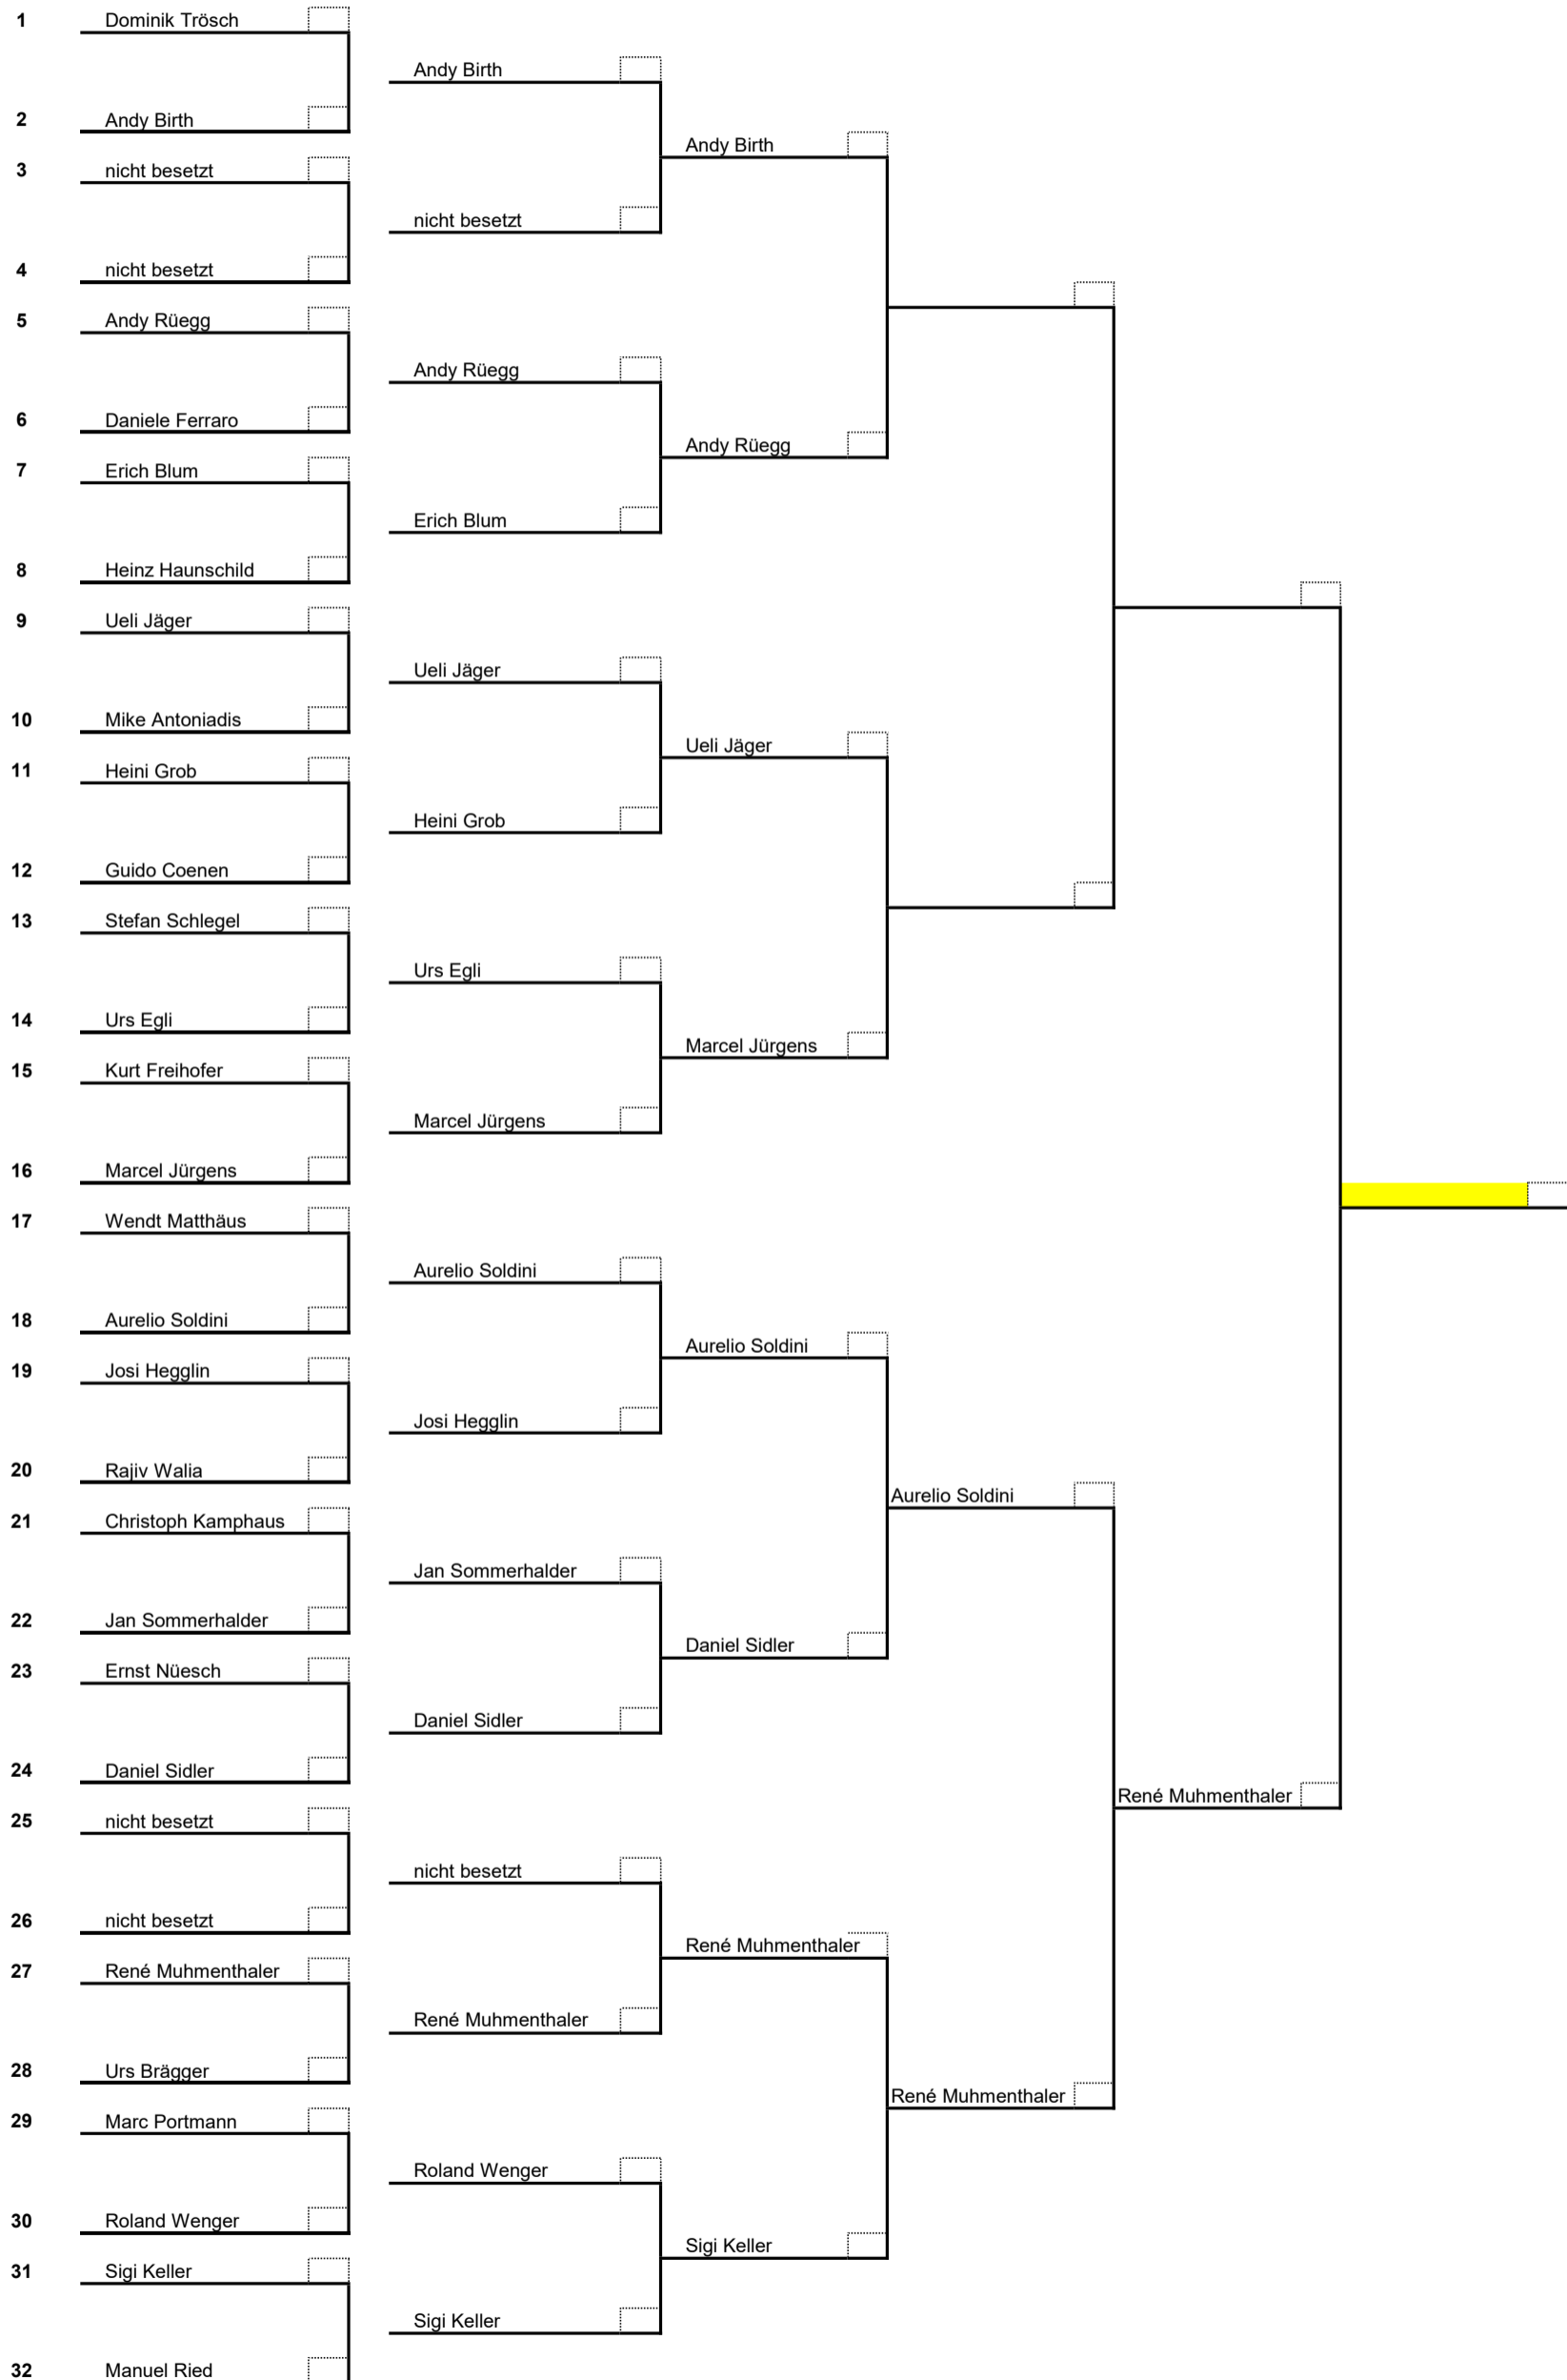 1 Dominik Trösch
Andy Birth
2 Andy Birth
Andy Birth
3 nicht besetzt
nicht besetzt
4 nicht besetzt
5 Andy Rüegg
Andy Rüegg
6 Daniele Ferraro
Andy Rüegg
7 Erich Blum
Erich Blum
8 Heinz Haunschild
9 Ueli Jäger
Ueli Jäger
10 Mike Antoniadis
Ueli Jäger
11 Heini Grob
Heini Grob
12 Guido Coenen
13 Stefan Schlegel
Urs Egli
14 Urs Egli
Marcel Jürgens
15 Kurt Freihofer
Marcel Jürgens
16 Marcel Jürgens
17 Wendt Matthäus
Aurelio Soldini
18 Aurelio Soldini
Aurelio Soldini
19 Josi Hegglin
Josi Hegglin
20 Rajiv Walia
Aurelio Soldini
21 Christoph Kamphaus
Jan Sommerhalder
22 Jan Sommerhalder
Daniel Sidler
23 Ernst Nüesch
Daniel Sidler
24 Daniel Sidler
René Muhmenthaler
25 nicht besetzt
nicht besetzt
26 nicht besetzt
René Muhmenthaler
27 René Muhmenthaler
René Muhmenthaler
28 Urs Brägger
René Muhmenthaler
29 Marc Portmann
Roland Wenger
30 Roland Wenger
Sigi Keller
31 Sigi Keller
Sigi Keller
32 Manuel Ried